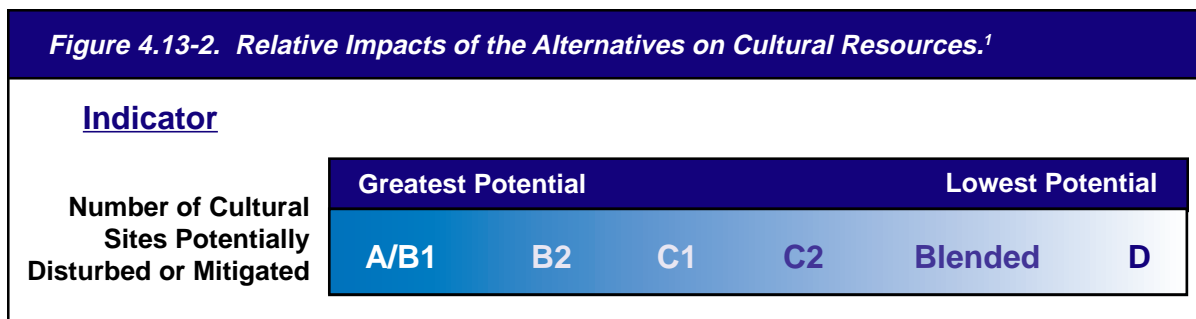 Figure 4.13-2. Relative Impacts of the Alternatives on Cultural Resources.¹
Indicator
Greatest Potential Lowest Potential
Number of Cultural
Sites Potentially
Disturbed or Mitigated
A/B1 B2 C1 C2 Blended D